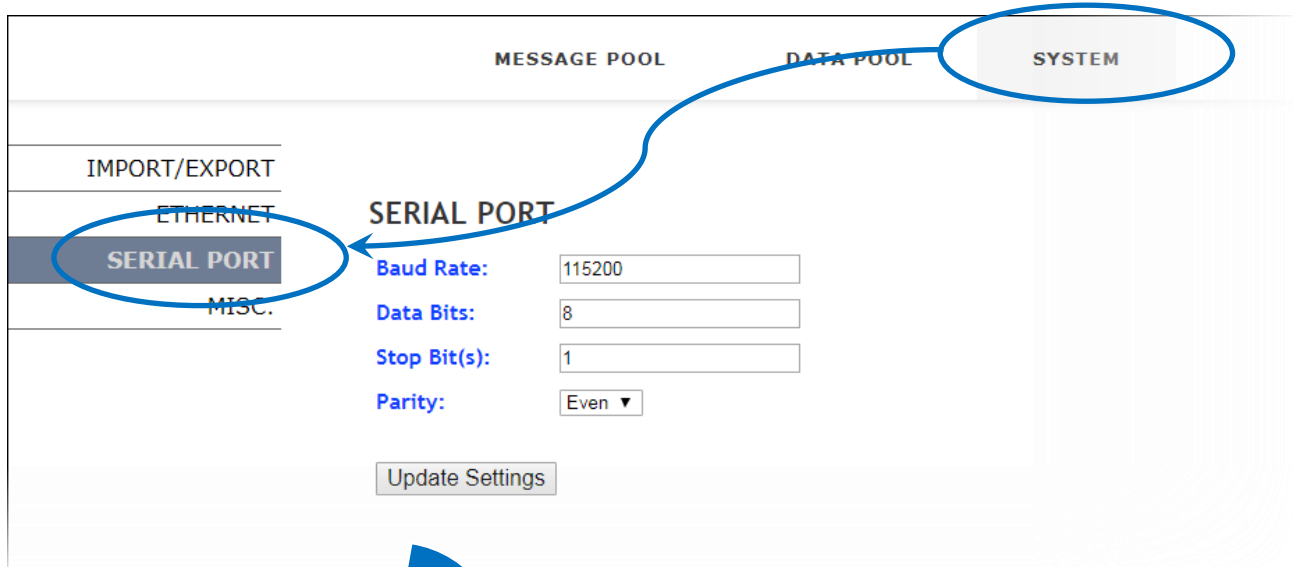 MESSAGE POOL DATA POOL SYSTEM
IMPORT/EXPORT
ETHERNET
SERIAL PORT
MISC.
SERIAL PORT
Baud Rate: 115200
Data Bits: 8
Stop Bit(s): 1
Parity: Even ▼
Update Settings